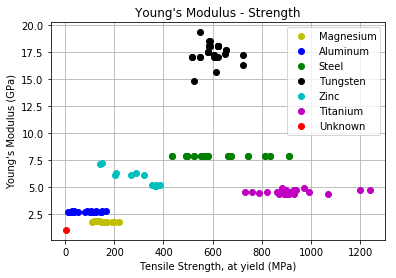 Young's Modulus - Strength
20.0
17.5
15.0
12.5
10.0
7.5
5.0
2.5
Young's Modulus (GPa)
Magnesium
Aluminum
Steel
Tungsten
Zinc
Titanium
Unknown
0 200 400 600 800 1000 1200
Tensile Strength, at yield (MPa)